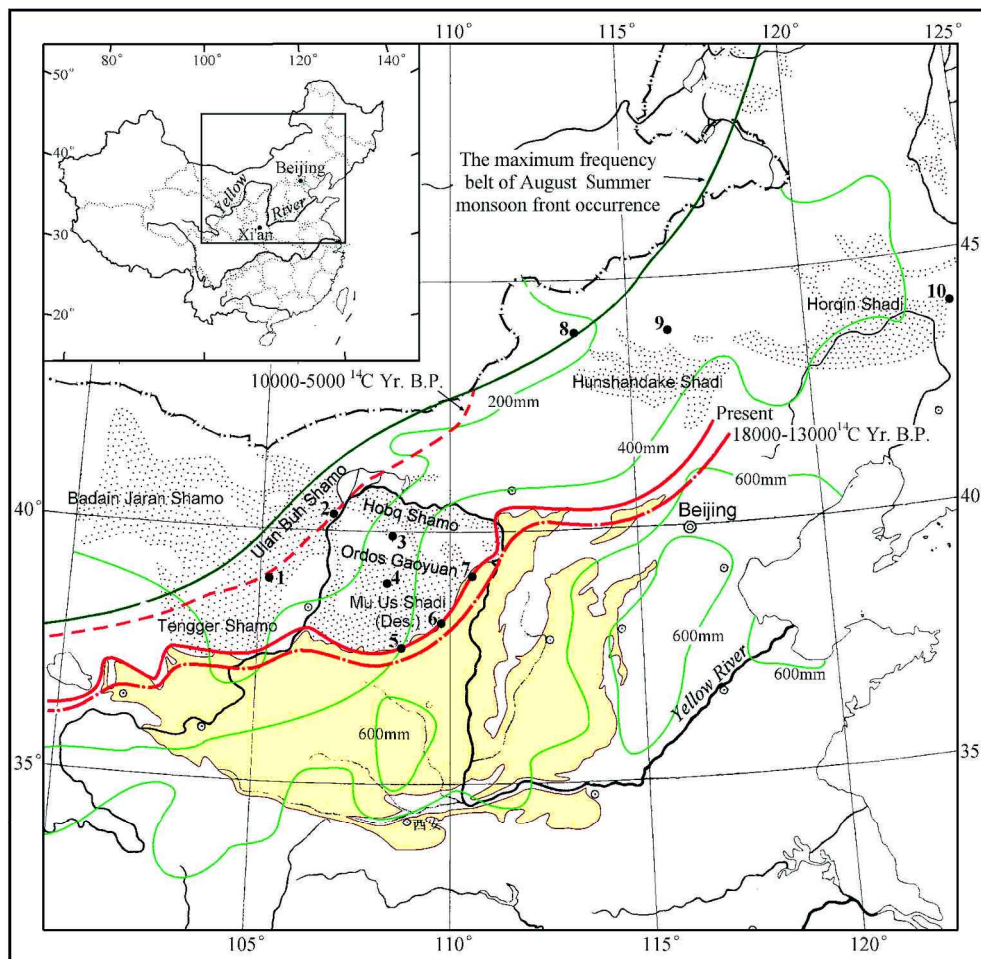 110°
115°
120°
125°
80°
100°
120°
140°
50°
40°
30°
20°
Beijing
Yellow
River
Xi'an
The maximum frequency
belt of August Summer
monsoon front occurrence
45°
10
Horqin Shadi
8
9
Hunshandake Shadi
10000-5000 ¹⁴C Yr. B.P.
200mm
Present
18000-13000¹⁴C Yr. B.P.
400mm
600mm
40°
40°
Badain Jaran Shamo
Ulan Buh Shamo
2
Hobq Shamo
3
Beijing
Ordos Gaoyuan
1
4
7
Mu Us Shadi
(Des.)
6
Tengger Shamo
5
600mm
600mm
Yellow River
600mm
35°
35°
西安
105°
110°
115°
120°